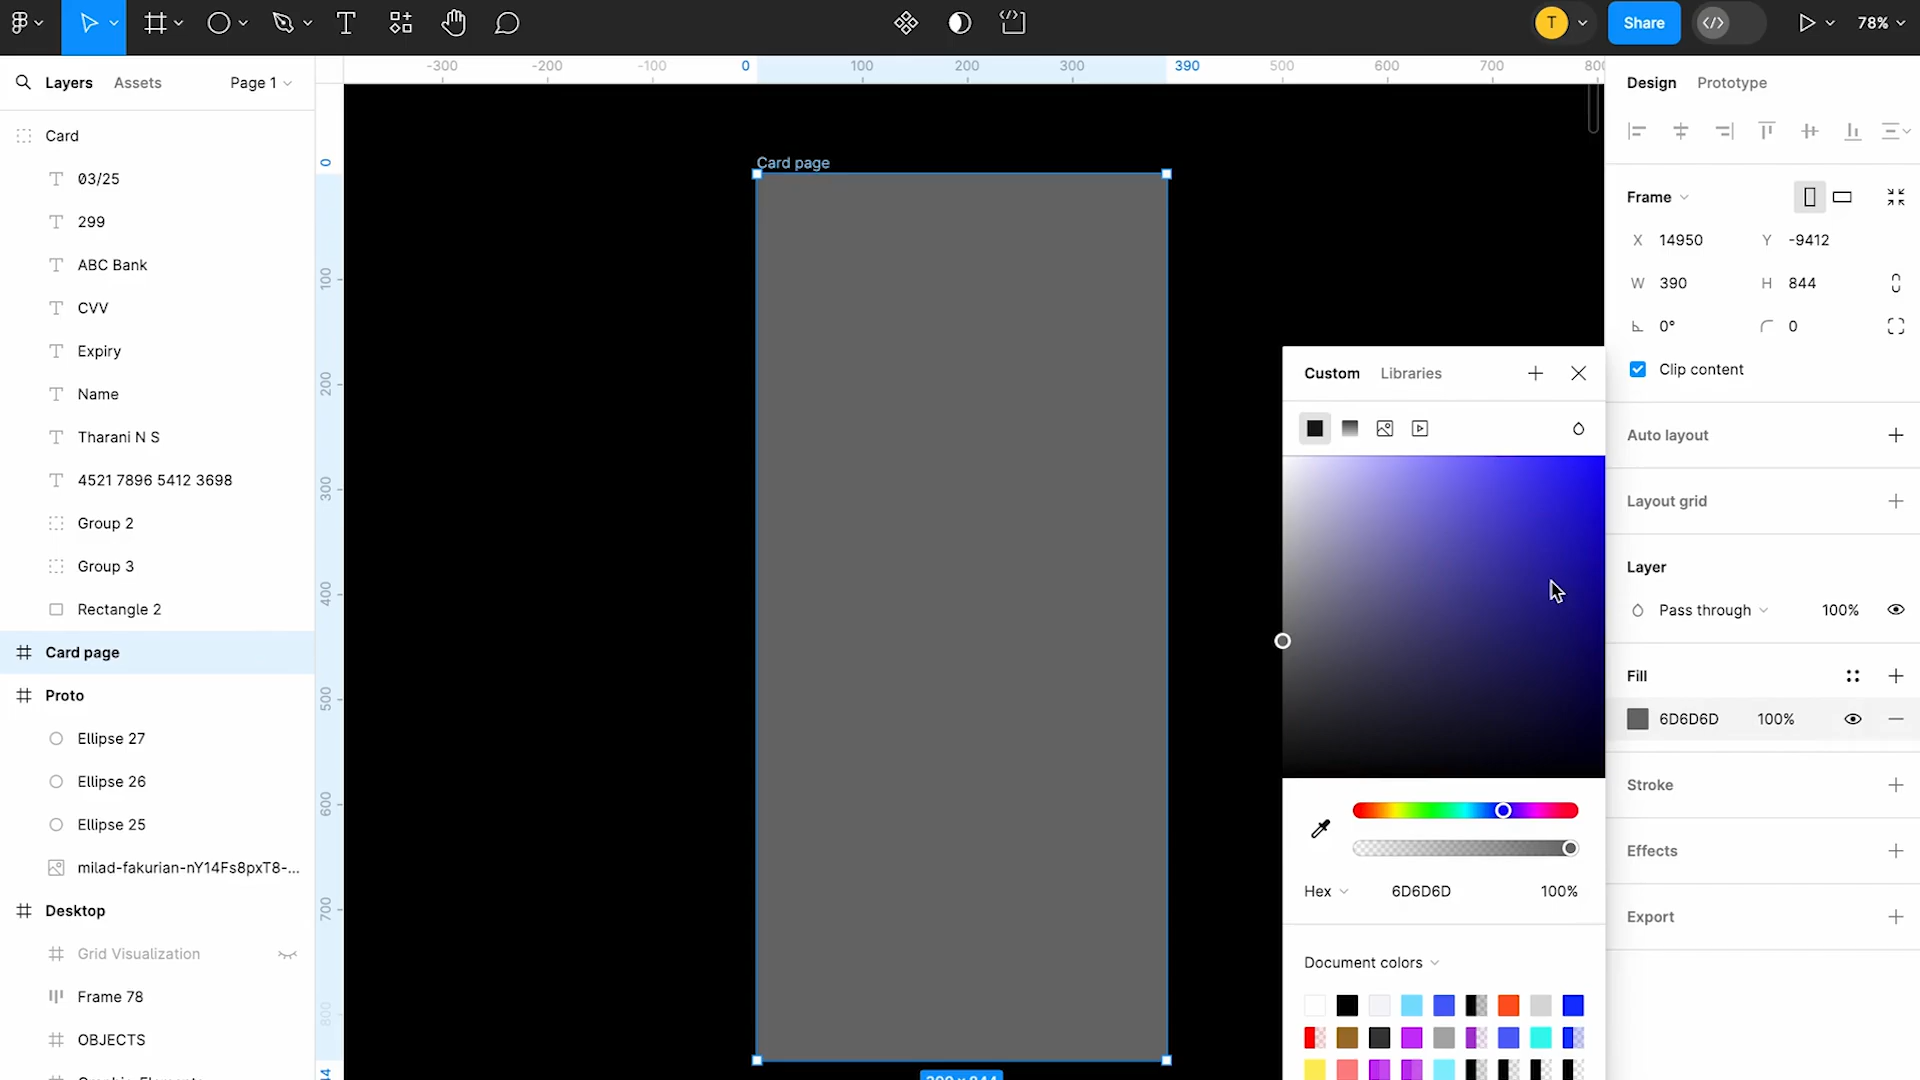 T
Share
78%
Layers
Assets
Page 1
-300
-200
-100
0
100
200
300
390
500
600
700
Design
Prototype
Card
03/25
299
ABC Bank
CVV
Expiry
Name
Tharani N S
4521 7896 5412 3698
Group 2
Group 3
Rectangle 2
Card page
Proto
Ellipse 27
Ellipse 26
Ellipse 25
milad-fakurian-nY14Fs8pxT8-...
Desktop
Grid Visualization
Frame 78
OBJECTS
0
100
200
300
400
500
600
700
800
Card page
Custom
Libraries
Hex
6D6D6D
100%
Document colors
Frame
X 14950
Y -9412
W 390
H 844
0°
0
Clip content
Auto layout
Layout grid
Layer
Pass through
100%
Fill
6D6D6D
100%
Stroke
Effects
Export